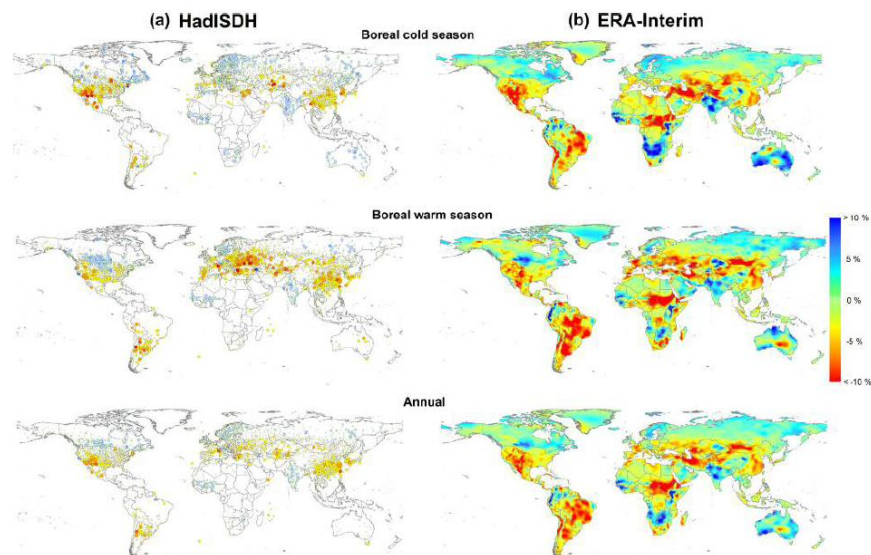 (a) HadISDH
(b) ERA-Interim
Boreal cold season
Boreal warm season
> 10 %
5 %
0 %
-5 %
< -10 %
Annual